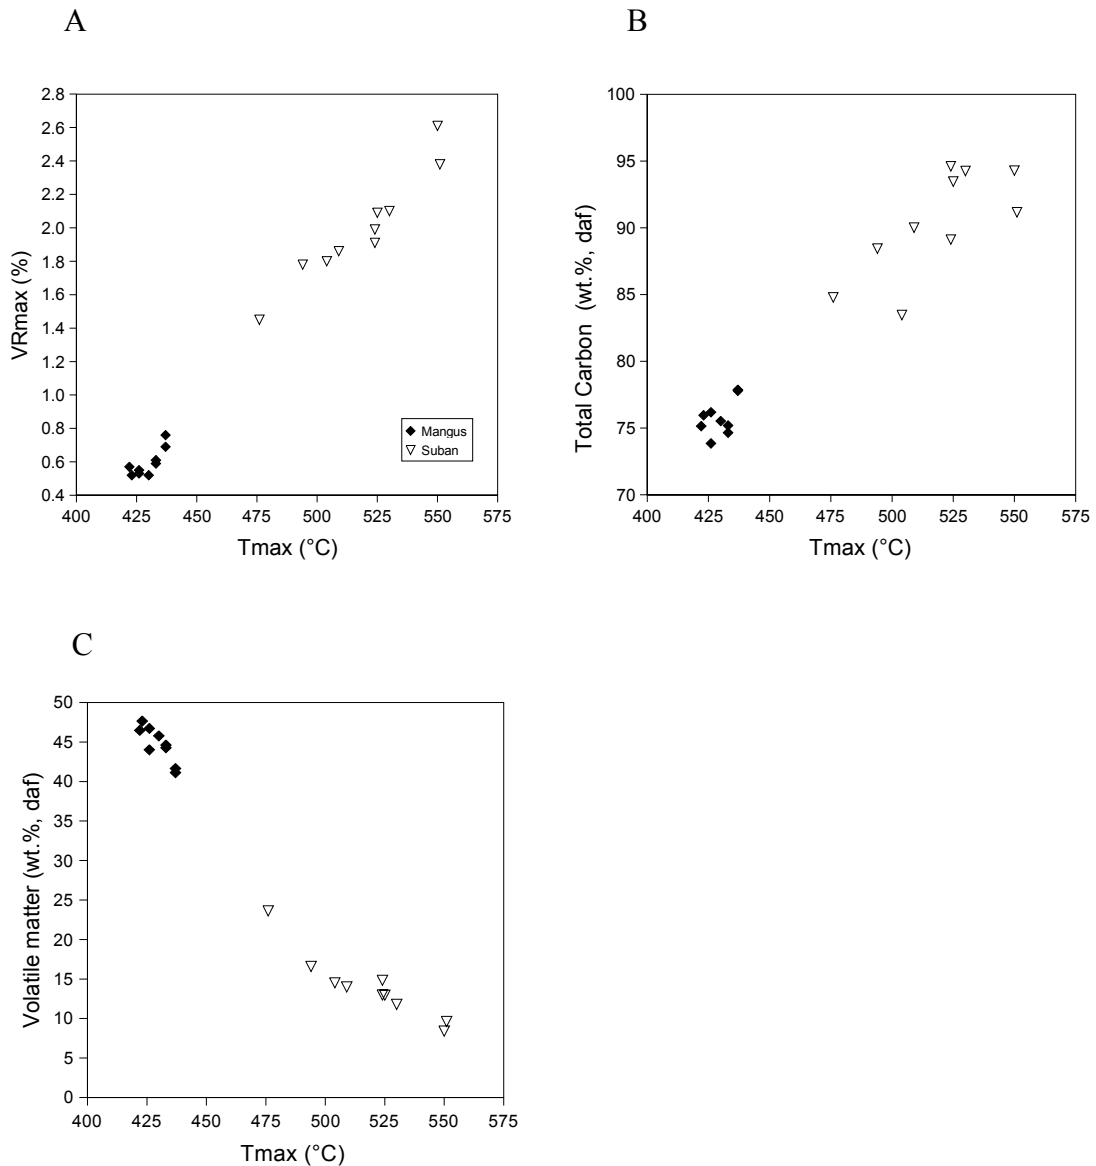 A
B
2.8
2.6
2.4
2.2
2.0
1.8
1.6
1.4
1.2
1.0
0.8
0.6
0.4
VRmax (%)
400 425 450 475 500 525 550 575
Tmax (°C)
Mangus
Suban
100
95
90
85
80
75
70
Total Carbon (wt.%, daf)
400 425 450 475 500 525 550 575
Tmax (°C)
C
50
45
40
35
30
25
20
15
10
5
0
Volatile matter (wt.%, daf)
400 425 450 475 500 525 550 575
Tmax (°C)